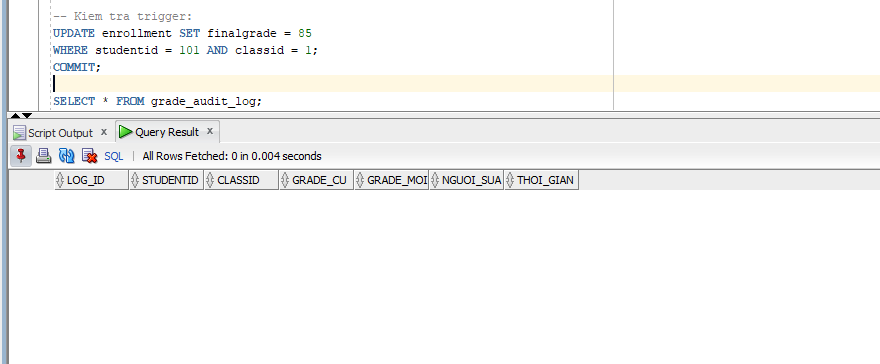 -- Kiem tra trigger:
UPDATE enrollment SET finalgrade = 85
WHERE studentid = 101 AND classid = 1;
COMMIT;
SELECT * FROM grade_audit_log;
Script Output x Query Result x
SQL | All Rows Fetched: 0 in 0.004 seconds
LOG_ID STUDENTID CLASSID GRADE_CU GRADE_MOI NGUOI_SUA THOI_GIAN